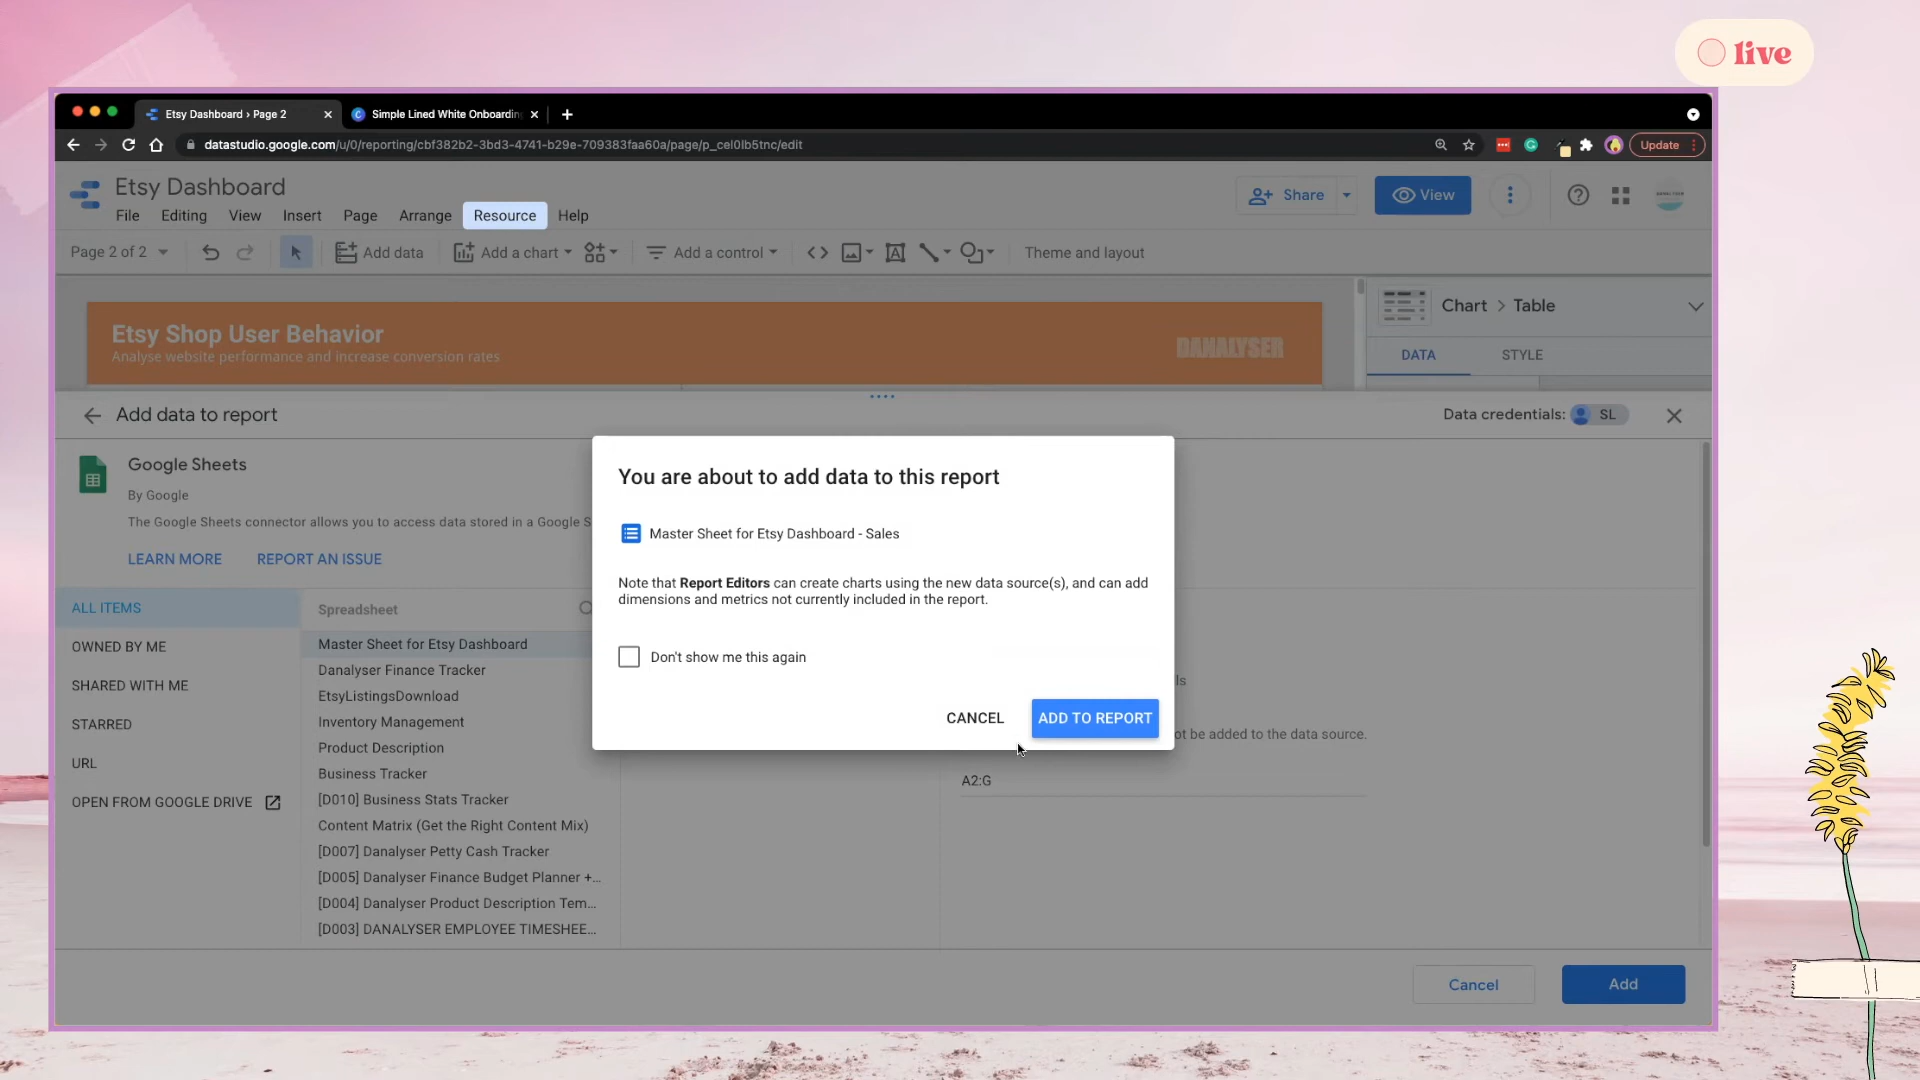 live
Etsy Dashboard › Page 2
Simple Lined White Onboardin
datastudio.google.com/u/0/reporting/cbf382b2-3bd3-4741-b29e-709383faa60a/page/p_cel0lb5tnc/edit
Update
Etsy Dashboard
File Editing View Insert Page Arrange Resource Help
Share
View
Page 2 of 2
Add data
Add a chart
Add a control
Theme and layout
Etsy Shop User Behavior
Analyse website performance and increase conversion rates
DANALYSER
Chart > Table
DATA
STYLE
Add data to report
Data credentials: SL
Google Sheets
By Google
The Google Sheets connector allows you to access data stored in a Google S
LEARN MORE
REPORT AN ISSUE
ALL ITEMS
OWNED BY ME
SHARED WITH ME
STARRED
URL
OPEN FROM GOOGLE DRIVE
Spreadsheet
Master Sheet for Etsy Dashboard
Danalyser Finance Tracker
EtsyListingsDownload
Inventory Management
Product Description
Business Tracker
[D010] Business Stats Tracker
Content Matrix (Get the Right Content Mix)
[D007] Danalyser Petty Cash Tracker
[D005] Danalyser Finance Budget Planner +...
[D004] Danalyser Product Description Tem...
[D003] DANALYSER EMPLOYEE TIMESHEE...
You are about to add data to this report
Master Sheet for Etsy Dashboard - Sales
Note that Report Editors can create charts using the new data source(s), and can add
dimensions and metrics not currently included in the report.
Don't show me this again
CANCEL
ADD TO REPORT
ls
ot be added to the data source.
A2:G
Cancel
Add